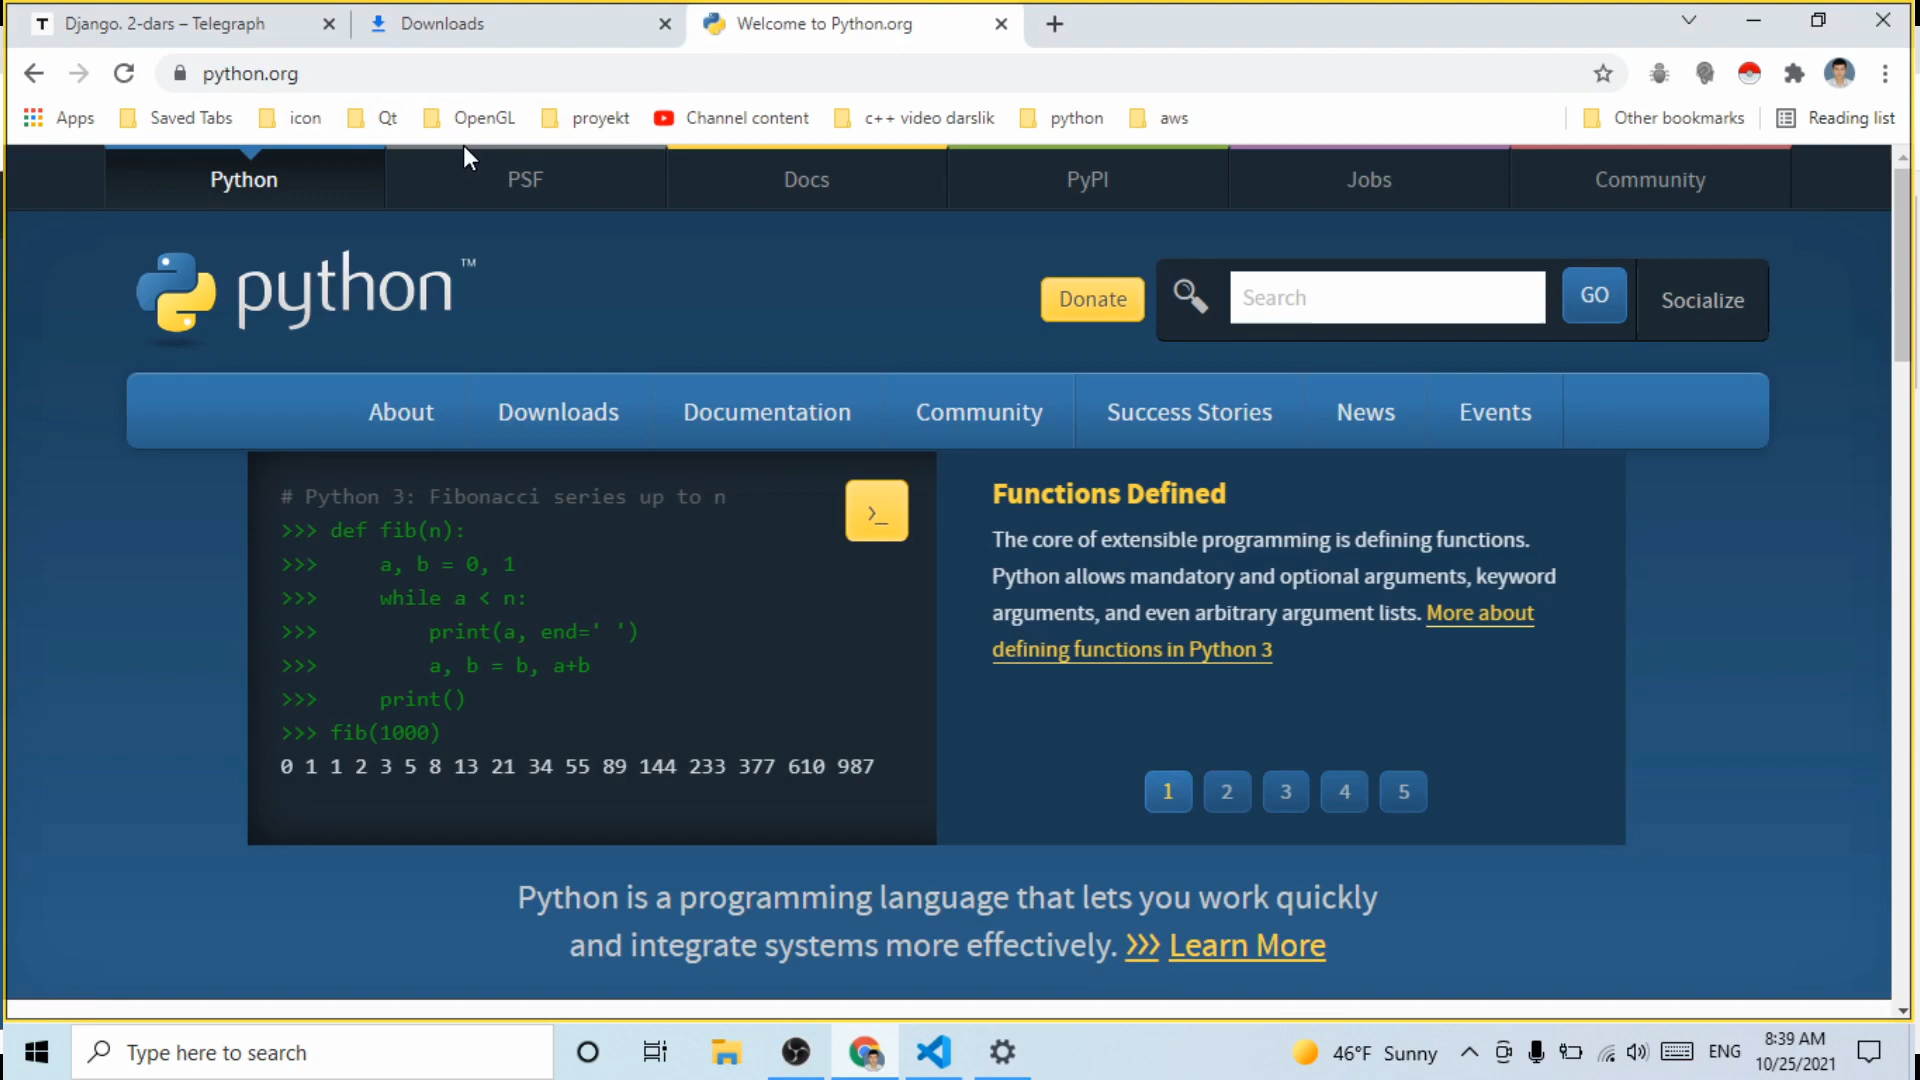 Django. 2-dars – Telegraph
Downloads
Welcome to Python.org
python.org
Apps
Saved Tabs
icon
Qt
OpenGL
proyekt
Channel content
c++ video darslik
python
aws
Other bookmarks
Reading list
Python
PSF
Docs
PyPI
Jobs
Community
python™
Donate
Search
GO
Socialize
About
Downloads
Documentation
Community
Success Stories
News
Events
# Python 3: Fibonacci series up to n
>>> def fib(n):
>>>     a, b = 0, 1
>>>     while a < n:
>>>         print(a, end=' ')
>>>         a, b = b, a+b
>>>     print()
>>> fib(1000)
0 1 1 2 3 5 8 13 21 34 55 89 144 233 377 610 987
>_
Functions Defined
The core of extensible programming is defining functions.
Python allows mandatory and optional arguments, keyword
arguments, and even arbitrary argument lists. More about
defining functions in Python 3
1
2
3
4
5
Python is a programming language that lets you work quickly
and integrate systems more effectively. >>> Learn More
Type here to search
46°F Sunny
ENG
8:39 AM
10/25/2021